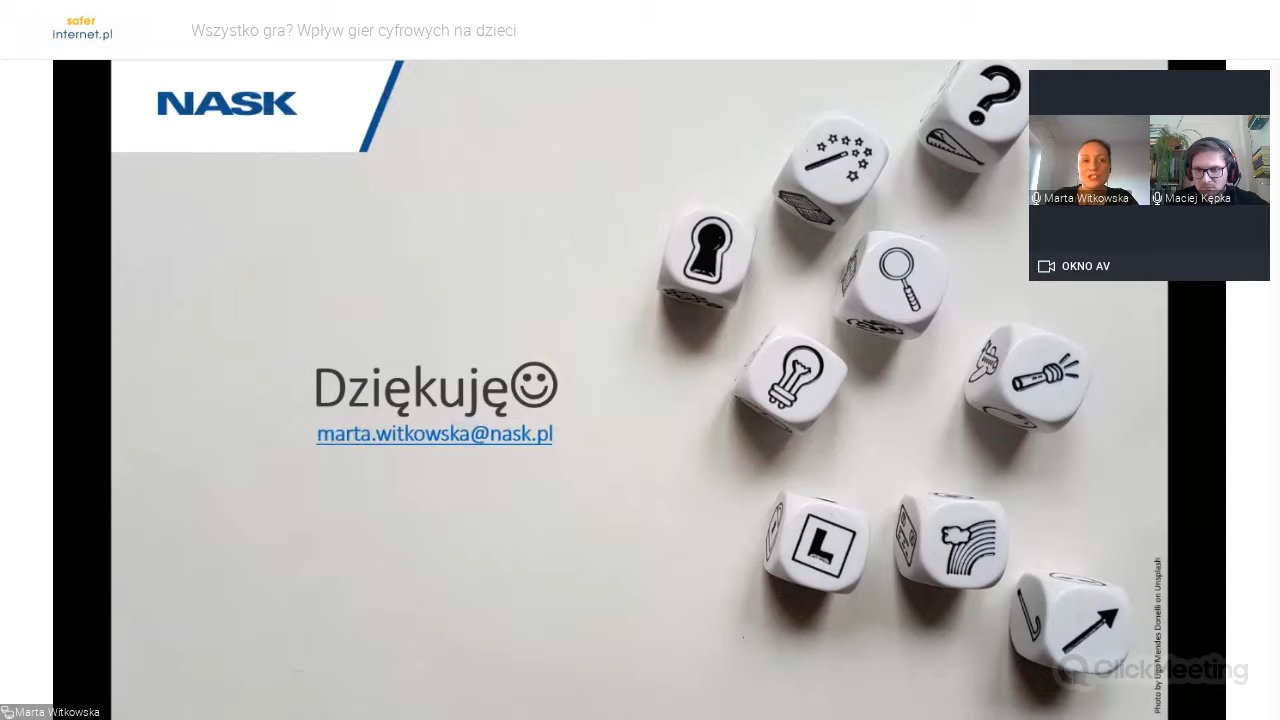 safer
internet.pl
Wszystko gra? Wpływ gier cyfrowych na dzieci
NASK
?
Marta Witkowska
Maciej Kępka
OKNO AV
Dziękuję☺
marta.witkowska@nask.pl
L
Photo by Ugo Mendes Donelli on Unsplash
ClickMeeting
Marta Witkowska